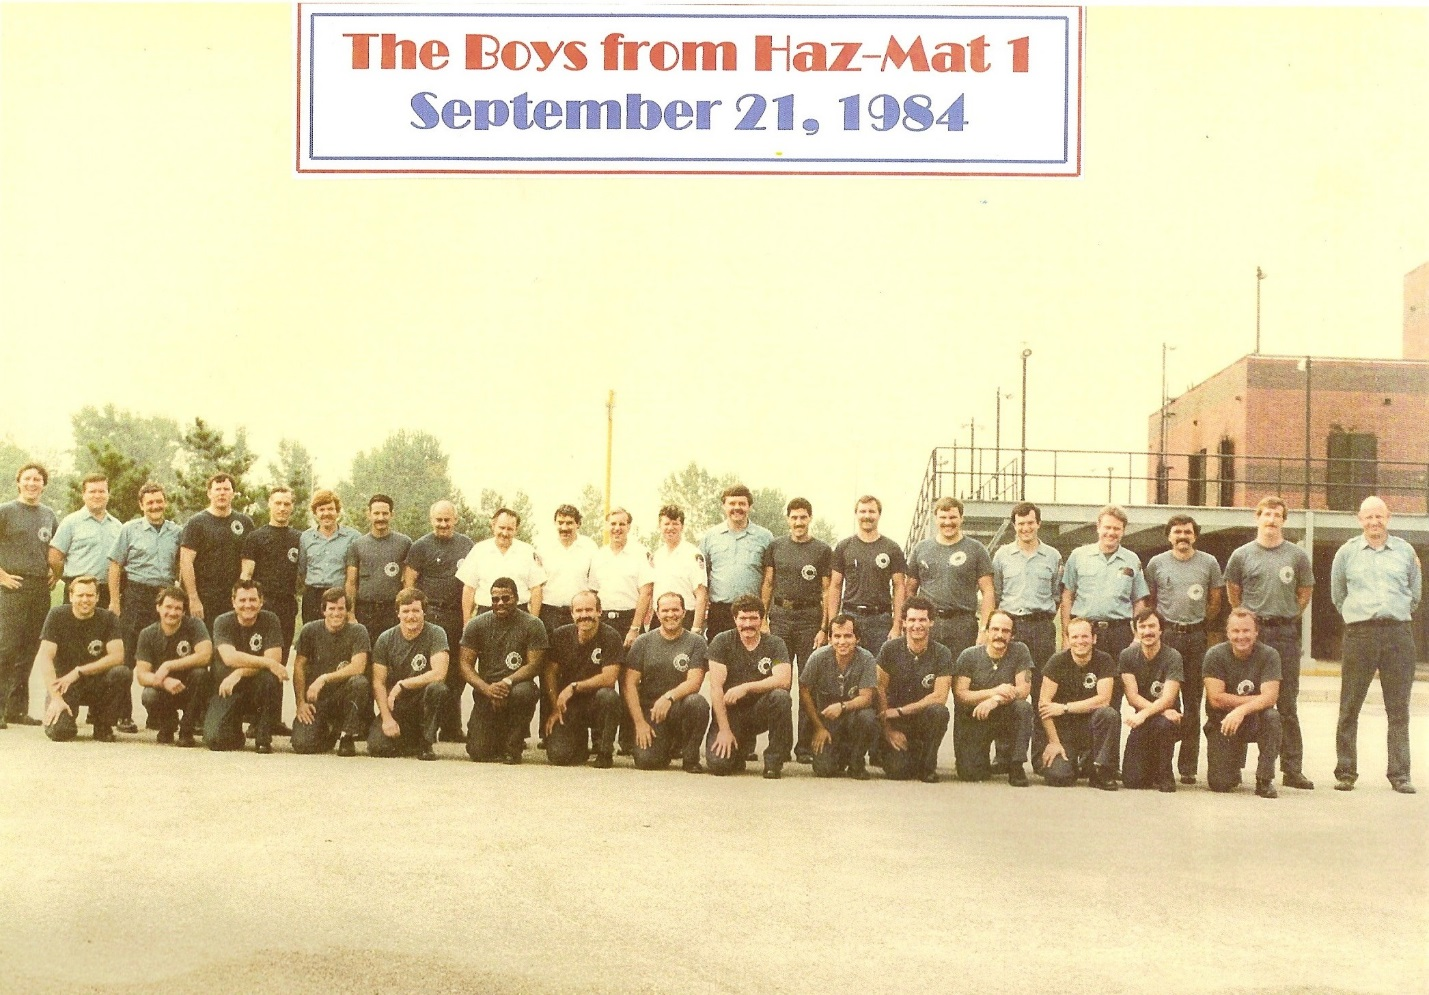 The Boys from Haz-Mat 1
September 21, 1984